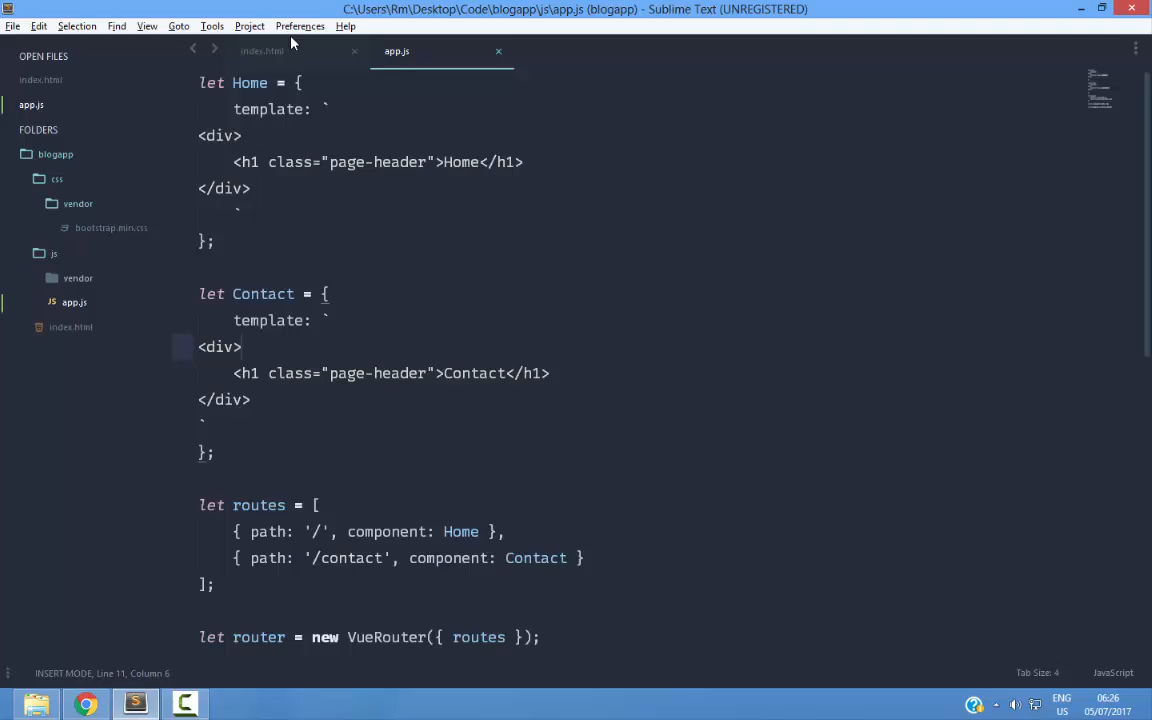 C:\Users\Rm\Desktop\Code\blogapp\js\app.js (blogapp) - Sublime Text (UNREGISTERED)
File Edit Selection Find View Goto Tools Project Preferences Help
OPEN FILES
index.html
app.js
FOLDERS
blogapp
css
vendor
bootstrap.min.css
js
vendor
JS app.js
index.html
index.html app.js
let Home = {
template: `
<div>
<h1 class="page-header">Home</h1>
</div>
`
};
let Contact = {
template: `
<div>
<h1 class="page-header">Contact</h1>
</div>
`
};
let routes = [
{ path: '/', component: Home },
{ path: '/contact', component: Contact }
];
let router = new VueRouter({ routes });
INSERT MODE, Line 11, Column 6
Tab Size: 4 JavaScript
ENG
US
06:26
05/07/2017